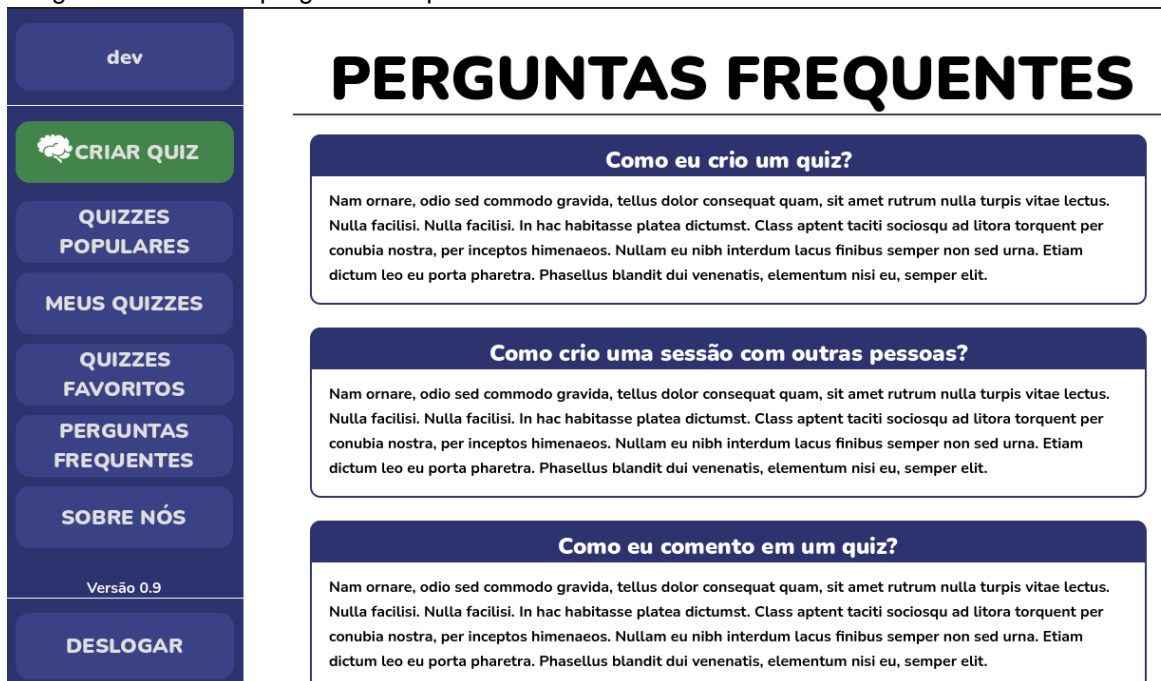 dev
CRIAR QUIZ
QUIZZES
POPULARES
MEUS QUIZZES
QUIZZES
FAVORITOS
PERGUNTAS
FREQUENTES
SOBRE NÓS
Versão 0.9
DESLOGAR
PERGUNTAS FREQUENTES
Como eu crio um quiz?
Nam ornare, odio sed commodo gravida, tellus dolor consequat quam, sit amet rutrum nulla turpis vitae lectus.
Nulla facilisi. Nulla facilisi. In hac habitasse platea dictumst. Class aptent taciti sociosqu ad litora torquent per
conubia nostra, per inceptos himenaeos. Nullam eu nibh interdum lacus finibus semper non sed urna. Etiam
dictum leo eu porta pharetra. Phasellus blandit dui venenatis, elementum nisi eu, semper elit.
Como crio uma sessão com outras pessoas?
Nam ornare, odio sed commodo gravida, tellus dolor consequat quam, sit amet rutrum nulla turpis vitae lectus.
Nulla facilisi. Nulla facilisi. In hac habitasse platea dictumst. Class aptent taciti sociosqu ad litora torquent per
conubia nostra, per inceptos himenaeos. Nullam eu nibh interdum lacus finibus semper non sed urna. Etiam
dictum leo eu porta pharetra. Phasellus blandit dui venenatis, elementum nisi eu, semper elit.
Como eu comento em um quiz?
Nam ornare, odio sed commodo gravida, tellus dolor consequat quam, sit amet rutrum nulla turpis vitae lectus.
Nulla facilisi. Nulla facilisi. In hac habitasse platea dictumst. Class aptent taciti sociosqu ad litora torquent per
conubia nostra, per inceptos himenaeos. Nullam eu nibh interdum lacus finibus semper non sed urna. Etiam
dictum leo eu porta pharetra. Phasellus blandit dui venenatis, elementum nisi eu, semper elit.